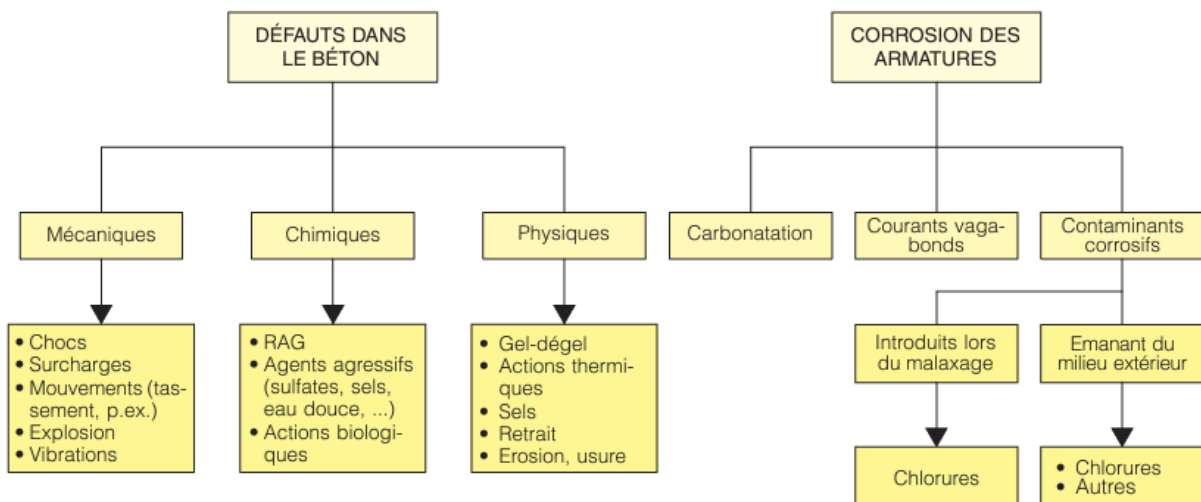 DÉFAUTS DANS
LE BÉTON
CORROSION DES
ARMATURES
Mécaniques
Chimiques
Physiques
Carbonatation
Courants vaga-
bonds
Contaminants
corrosifs
• Chocs
• Surcharges
• Mouvements (tas-
sement, p.ex.)
• Explosion
• Vibrations
• RAG
• Agents agressifs
(sulfates, sels,
eau douce, ...)
• Actions biologi-
ques
• Gel-dégel
• Actions thermi-
ques
• Sels
• Retrait
• Erosion, usure
Introduits lors
du malaxage
Emanant du
milieu extérieur
Chlorures
• Chlorures
• Autres